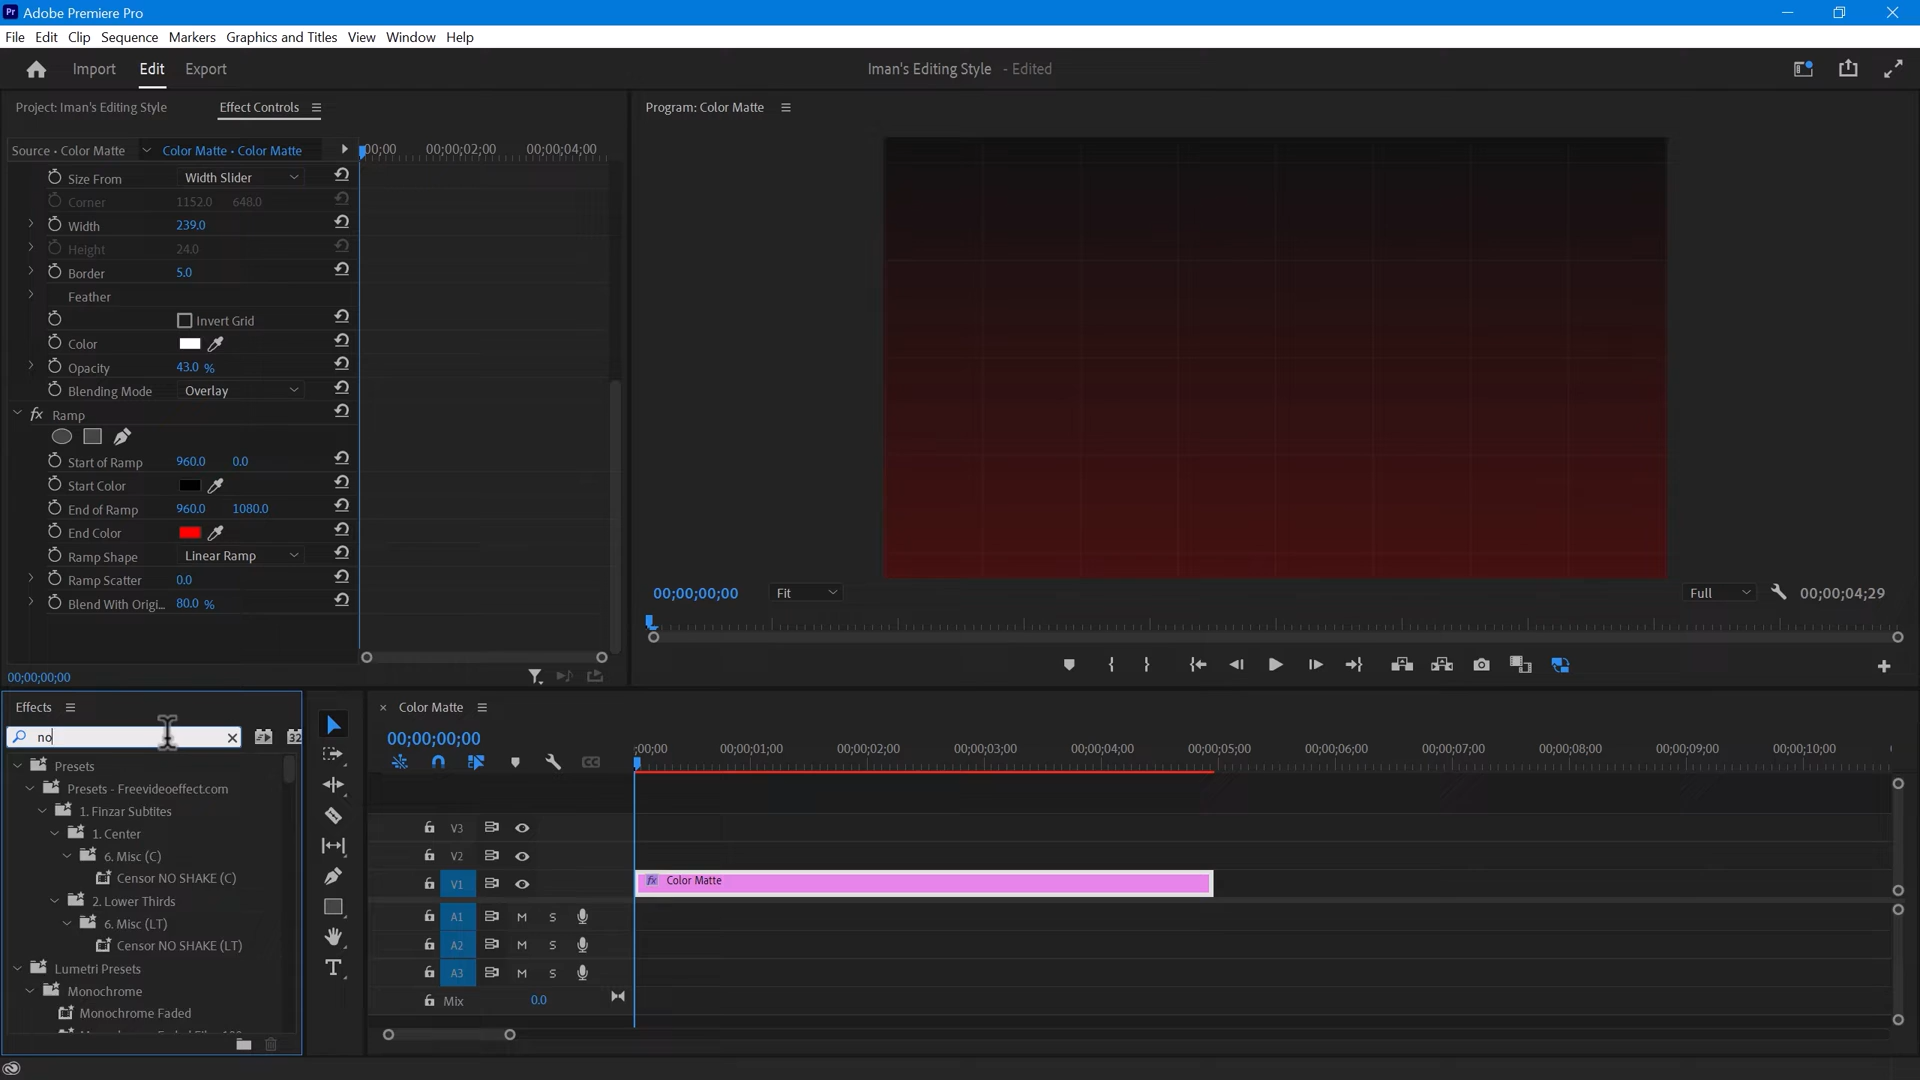 Pr Adobe Premiere Pro
File Edit Clip Sequence Markers Graphics and Titles View Window Help
Import Edit Export
Iman's Editing Style - Edited
Project: Iman's Editing Style Effect Controls
Program: Color Matte
Source • Color Matte Color Matte • Color Matte
:00;00 00;00;02;00 00;00;04;00
Size From Width Slider
Corner 1152.0 648.0
Width 239.0
Height 24.0
Border 5.0
Feather
Invert Grid
Color
Opacity 43.0 %
Blending Mode Overlay
fx Ramp
Start of Ramp 960.0 0.0
Start Color
End of Ramp 960.0 1080.0
End Color
Ramp Shape Linear Ramp
Ramp Scatter 0.0
Blend With Origi... 80.0 %
00;00;00;00
00;00;00;00 Fit Full 00;00;04;29
Effects
no
32
Presets
Presets - Freevideoeffect.com
1. Finzar Subtites
1. Center
6. Misc (C)
Censor NO SHAKE (C)
2. Lower Thirds
6. Misc (LT)
Censor NO SHAKE (LT)
Lumetri Presets
Monochrome
Monochrome Faded
× Color Matte
00;00;00;00
CC
:00;00 00;00;01;00 00;00;02;00 00;00;03;00 00;00;04;00 00;00;05;00 00;00;06;00 00;00;07;00 00;00;08;00 00;00;09;00 00;00;10;00
V3
V2
V1 fx Color Matte
A1 M S
A2 M S
A3 M S
Mix 0.0
T